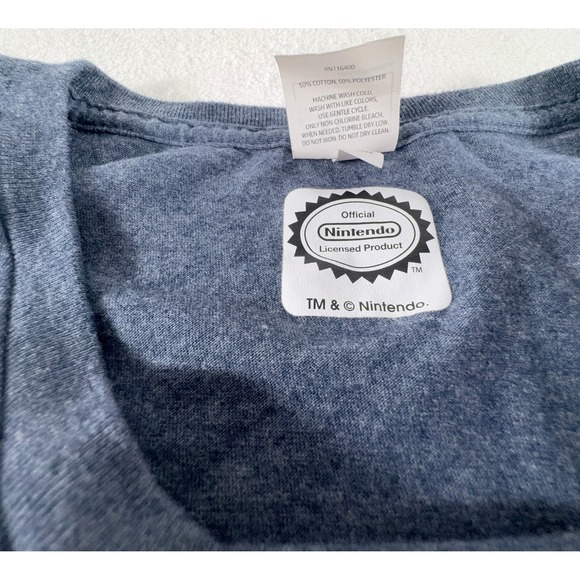 RN116400
50% COTTON, 50% POLYESTER
MACHINE WASH COLD,
WASH WITH LIKE COLORS,
USE GENTLE CYCLE.
ONLY NON CHLORINE BLEACH,
WHEN NEEDED, TUMBLE DRY LOW.
DO NOT IRON. DO NOT DRY CLEAN.
Official
Nintendo
Licensed Product
TM
TM & © Nintendo.